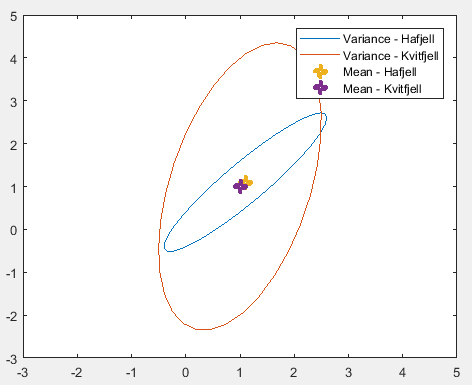 5
4
3
2
1
0
-1
-2
-3
-3 -2 -1 0 1 2 3 4 5
Variance - Hafjell
Variance - Kvitfjell
Mean - Hafjell
Mean - Kvitfjell